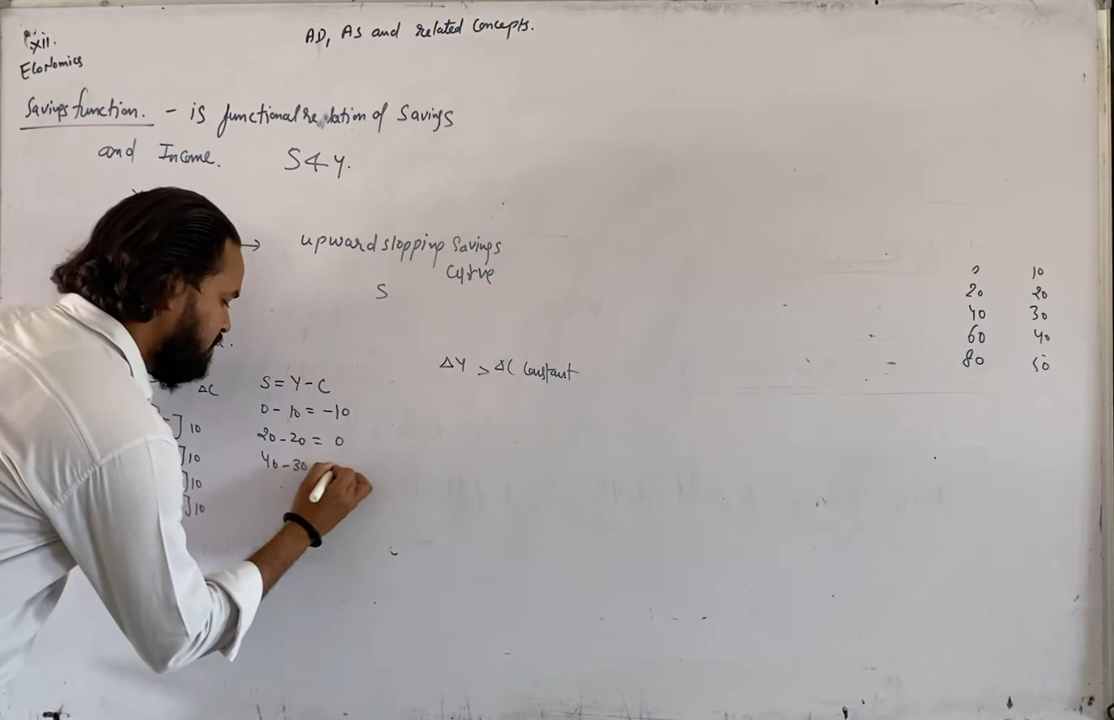 xii.
Economics
AD, AS and related Concepts.
Savings function. - is functional relation of Savings
and Income. S & Y.
→ upward slopping Savings
Curve
S
ΔY > ΔC Constant
ΔC
] 10
] 10
] 10
] 10
S = Y - C
0 - 10 = -10
20 - 20 = 0
40 - 30
0 10
20 20
40 30
60 40
80 50